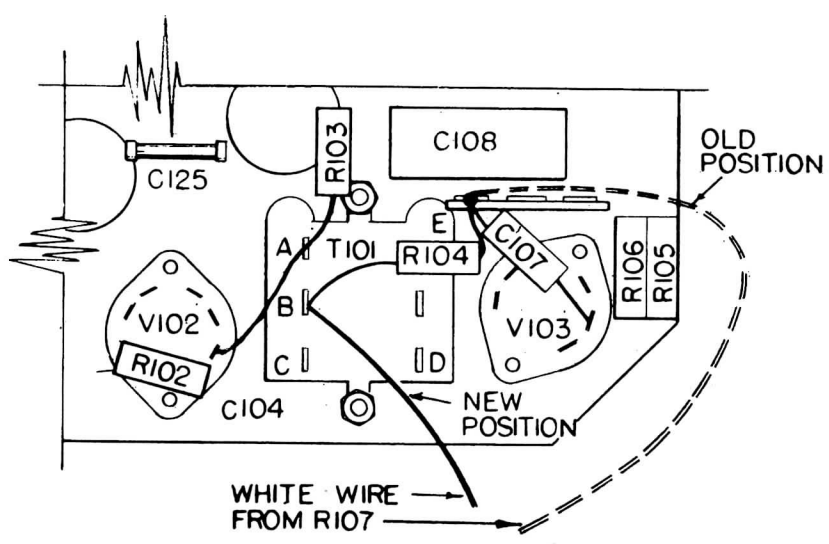 R103
C108
OLD
POSITION
C125
E
A
T101
R104
C107
R106
R105
B
V102
V103
R102
C
D
C104
NEW
POSITION
WHITE WIRE
FROM R107